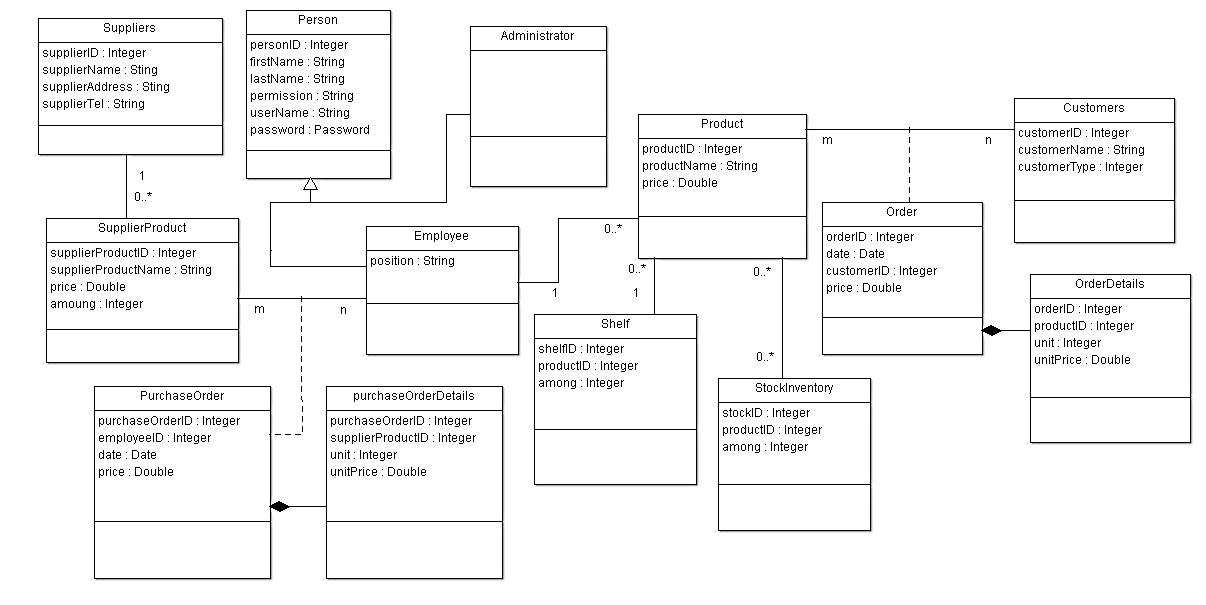 Suppliers
supplierID : Integer
supplierName : Sting
supplierAddress : Sting
supplierTel : String
Person
personID : Integer
firstName : String
lastName : String
permission : String
userName : String
password : Password
Administrator
Product
productID : Integer
productName : String
price : Double
m
n
Customers
customerID : Integer
customerName : String
customerType : Integer
1
0..*
SupplierProduct
supplierProductID : Integer
supplierProductName : String
price : Double
amoung : Integer
m
n
Employee
position : String
1
0..*
0..*
1
0..*
0..*
Order
orderID : Integer
date : Date
customerID : Integer
price : Double
OrderDetails
orderID : Integer
productID : Integer
unit : Integer
unitPrice : Double
Shelf
shelfID : Integer
productID : Integer
among : Integer
StockInventory
stockID : Integer
productID : Integer
among : Integer
PurchaseOrder
purchaseOrderID : Integer
employeeID : Integer
date : Date
price : Double
purchaseOrderDetails
purchaseOrderID : Integer
supplierProductID : Integer
unit : Integer
unitPrice : Double